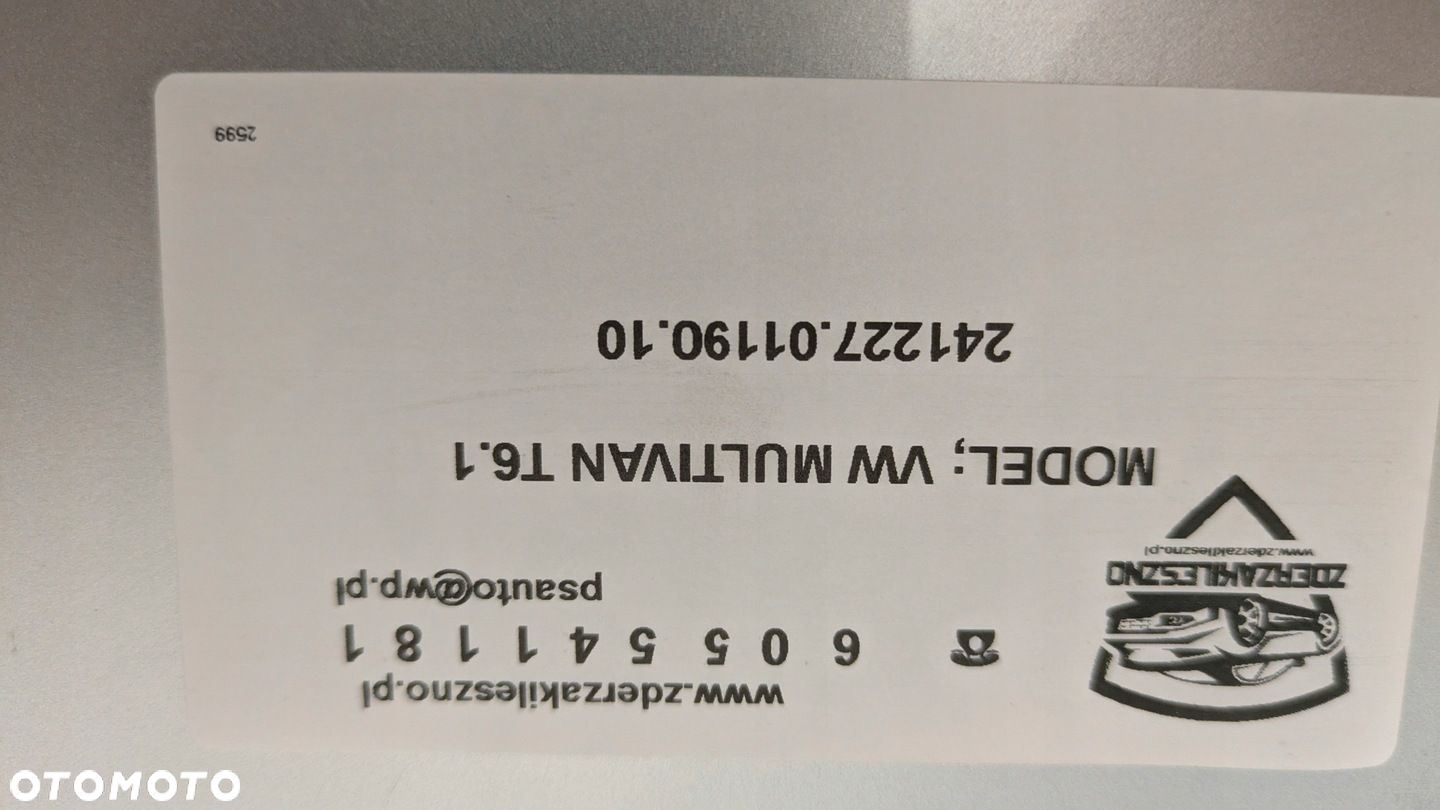 www.zderzakileszno.pl
6 0 5 5 4 1 1 8 1
psauto@wp.pl
ZDERZAKILESZNO
www.zderzakileszno.pl
MODEL; VW MULTIVAN T6.1
241227.01190.10
2599
OTOMOTO